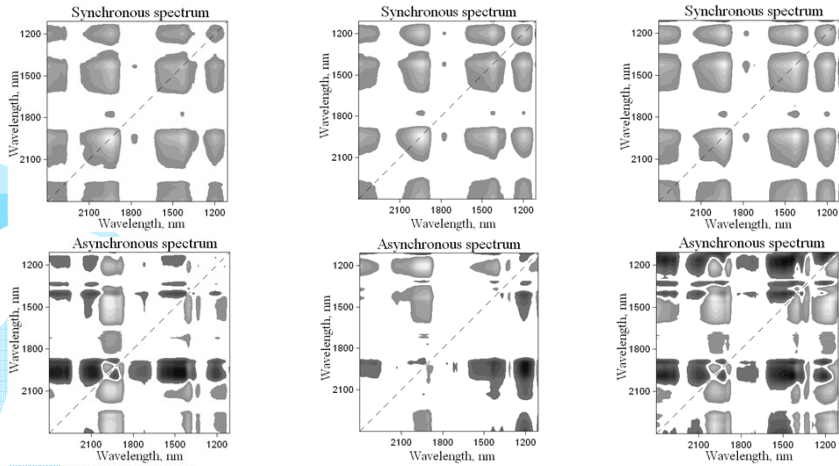 Synchronous spectrum
Wavelength, nm
1200
1500
1800
2100
2100 1800 1500 1200
Wavelength, nm
Synchronous spectrum
Wavelength, nm
1200
1500
1800
2100
2100 1800 1500 1200
Wavelength, nm
Synchronous spectrum
Wavelength, nm
1200
1500
1800
2100
2100 1800 1500 1200
Wavelength, nm
Asynchronous spectrum
Wavelength, nm
1200
1500
1800
2100
2100 1800 1500 1200
Wavelength, nm
Asynchronous spectrum
Wavelength, nm
1200
1500
1800
2100
2100 1800 1500 1200
Wavelength, nm
Asynchronous spectrum
Wavelength, nm
1200
1500
1800
2100
2100 1800 1500 1200
Wavelength, nm